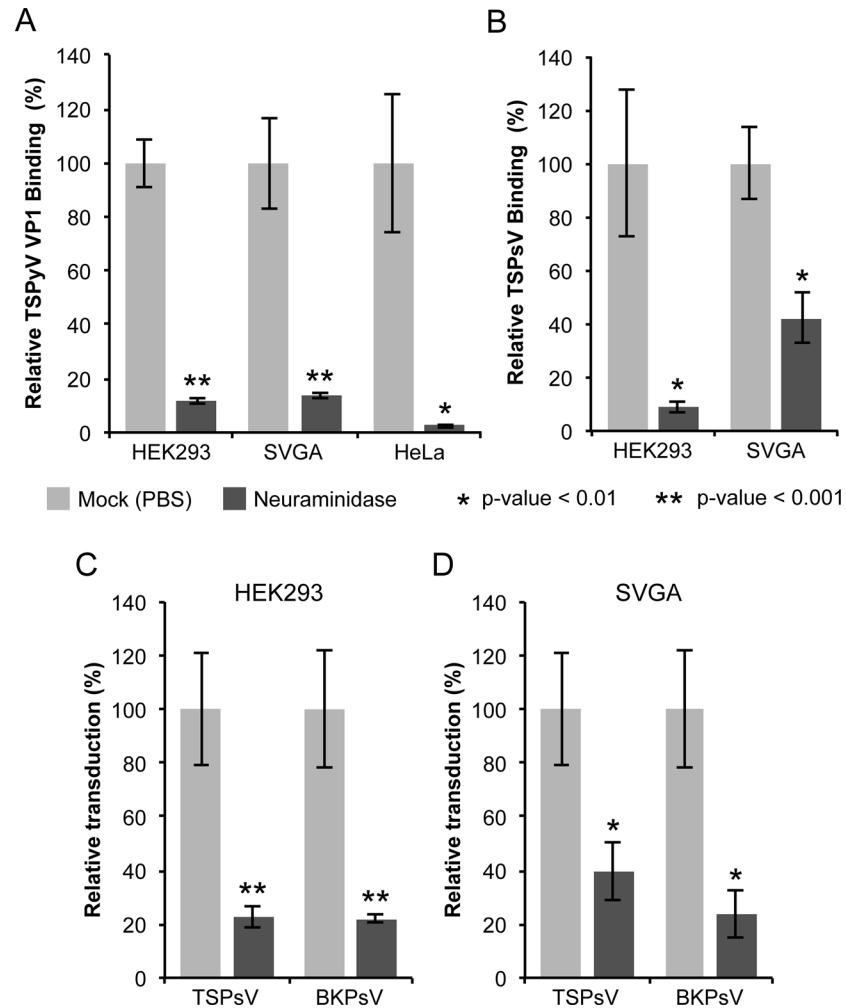 A
Relative TSPyV VP1 Binding (%)
140
120
100
80
60
40
20
0
** ** *
HEK293 SVGA HeLa
B
Relative TSPsV Binding (%)
140
120
100
80
60
40
20
0
* *
HEK293 SVGA
Mock (PBS) Neuraminidase * p-value < 0.01 ** p-value < 0.001
C
HEK293
Relative transduction (%)
140
120
100
80
60
40
20
0
** **
TSPsV BKPsV
D
SVGA
Relative transduction (%)
140
120
100
80
60
40
20
0
* *
TSPsV BKPsV